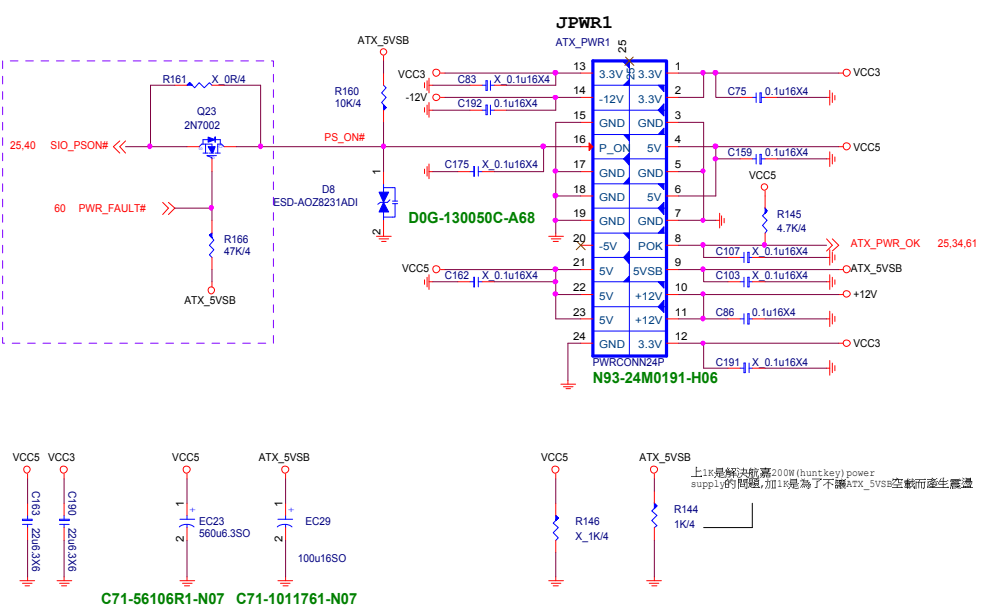 JPWR1
ATX_PWR1
25
ATX_5VSB
R161
X_0R/4
Q23
2N7002
25,40
SIO_PSON#
60
PWR_FAULT#
R166
47K/4
ATX_5VSB
R160
10K/4
PS_ON#
1
D8
ESD-AOZ8231ADI
2
D0G-130050C-A68
VCC3
C83
X_0.1u16X4
-12V
C192
0.1u16X4
C175
X_0.1u16X4
VCC5
C162
X_0.1u16X4
13
3.3V
25
3.3V
1
14
-12V
3.3V
2
15
GND
GND
3
16
P_ON
5V
4
17
GND
GND
5
18
GND
5V
6
19
GND
GND
7
20
-5V
POK
8
21
5V
5VSB
9
22
5V
+12V
10
23
5V
+12V
11
24
GND
3.3V
12
PWRCONN24P
N93-24M0191-H06
VCC3
C75
0.1u16X4
VCC5
C159
0.1u16X4
VCC5
R145
4.7K/4
ATX_PWR_OK
25,34,61
C107
X_0.1u16X4
ATX_5VSB
C103
X_0.1u16X4
+12V
C86
0.1u16X4
VCC3
C191
X_0.1u16X4
VCC5
C163
22u6.3X6
VCC3
C190
22u6.3X6
VCC5
1
+
EC23
560u6.3SO
2
C71-56106R1-N07
ATX_5VSB
1
+
EC29
2
100u16SO
C71-1011761-N07
VCC5
R146
X_1K/4
ATX_5VSB
R144
1K/4
上1K是解決航嘉200W(huntkey)power
supply的問題,加1K是為了不讓ATX_5VSB空載而產生震盪